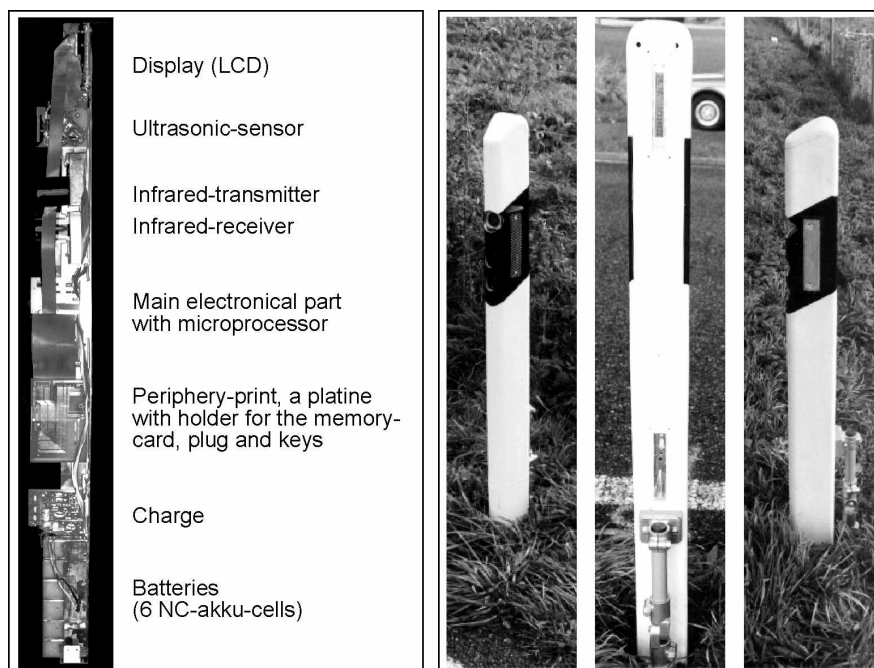 Display (LCD)
Ultrasonic-sensor
Infrared-transmitter
Infrared-receiver
Main electronical part
with microprocessor
Periphery-print, a platine
with holder for the memory-
card, plug and keys
Charge
Batteries
(6 NC-akku-cells)